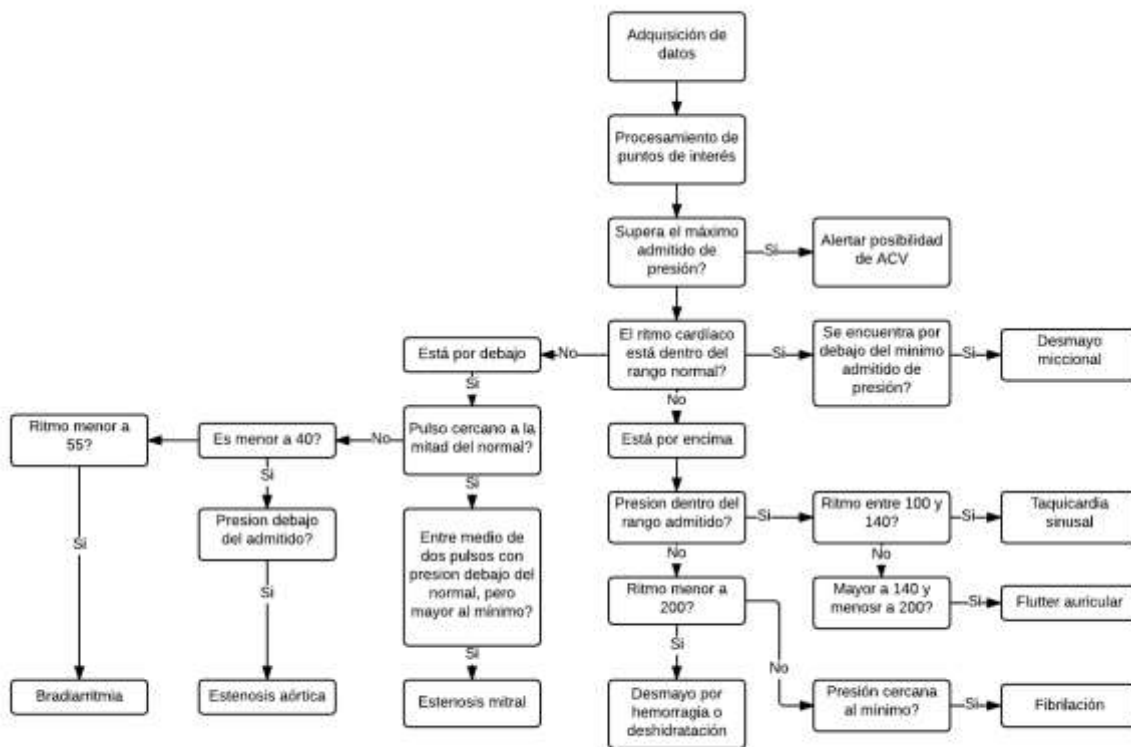 Adquisición de
datos
Procesamiento de
puntos de interés
Supera el máximo
admitido de
presión?
Si
Alertar posibilidad
de ACV
El ritmo cardíaco
está dentro del
rango normal?
No
Está por debajo
Si
Se encuentra por
debajo del minimo
admitido de
presión?
Si
Desmayo
miccional
Si
Pulso cercano a la
mitad del normal?
No
Es menor a 40?
Ritmo menor a
55?
No
Está por encima
Si
Presion debajo
del admitido?
Si
Entre medio de
dos pulsos con
presion debajo del
normal, pero
mayor al mínimo?
Presion dentro del
rango admitido?
Si
Ritmo entre 100 y
140?
Si
Taquicardia
sinusal
Si
Si
No
Ritmo menor a
200?
No
Mayor a 140 y
menosr a 200?
Si
Flutter auricular
Si
Si
No
Bradiarritmia
Estenosis aórtica
Estenosis mitral
Desmayo por
hemorragia o
deshidratación
Presión cercana
al mínimo?
Si
Fibrilación